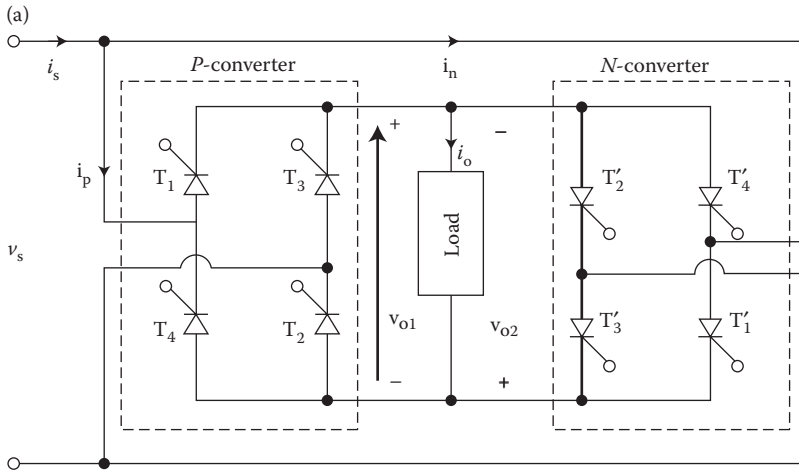 (a)
i_s
P-converter
i_n
N-converter
+
−
i_o
i_p
T_1
T_3
T′_2
T′_4
Load
v_s
T_4
T_2
v_o1
v_o2
T′_3
T′_1
−
+